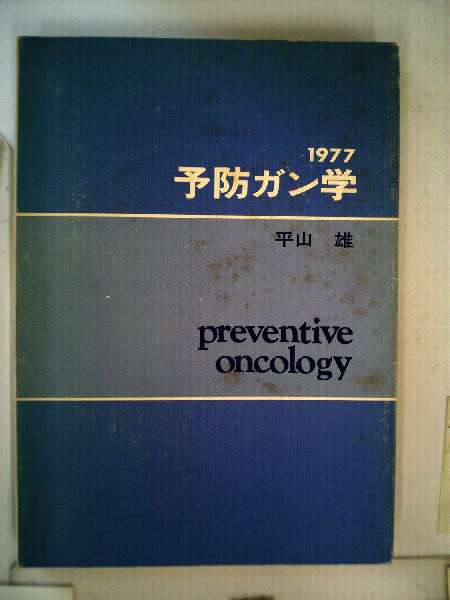 1977
予防ガン学
平山 雄
preventive
oncology